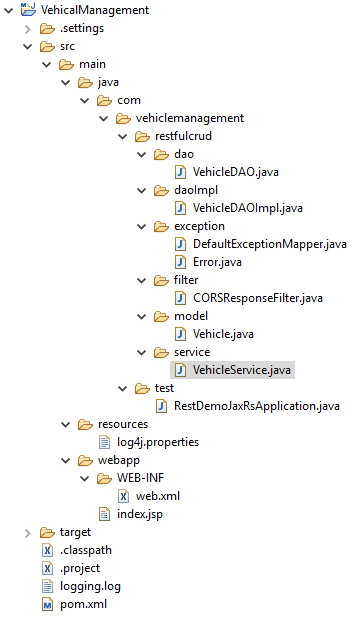 VehicalManagement
.settings
src
main
java
com
vehiclemanagement
restfulcrud
dao
VehicleDAO.java
daoImpl
VehicleDAOImpl.java
exception
DefaultExceptionMapper.java
Error.java
filter
CORSResponseFilter.java
model
Vehicle.java
service
VehicleService.java
test
RestDemoJaxRsApplication.java
resources
log4j.properties
webapp
WEB-INF
web.xml
index.jsp
target
.classpath
.project
logging.log
pom.xml